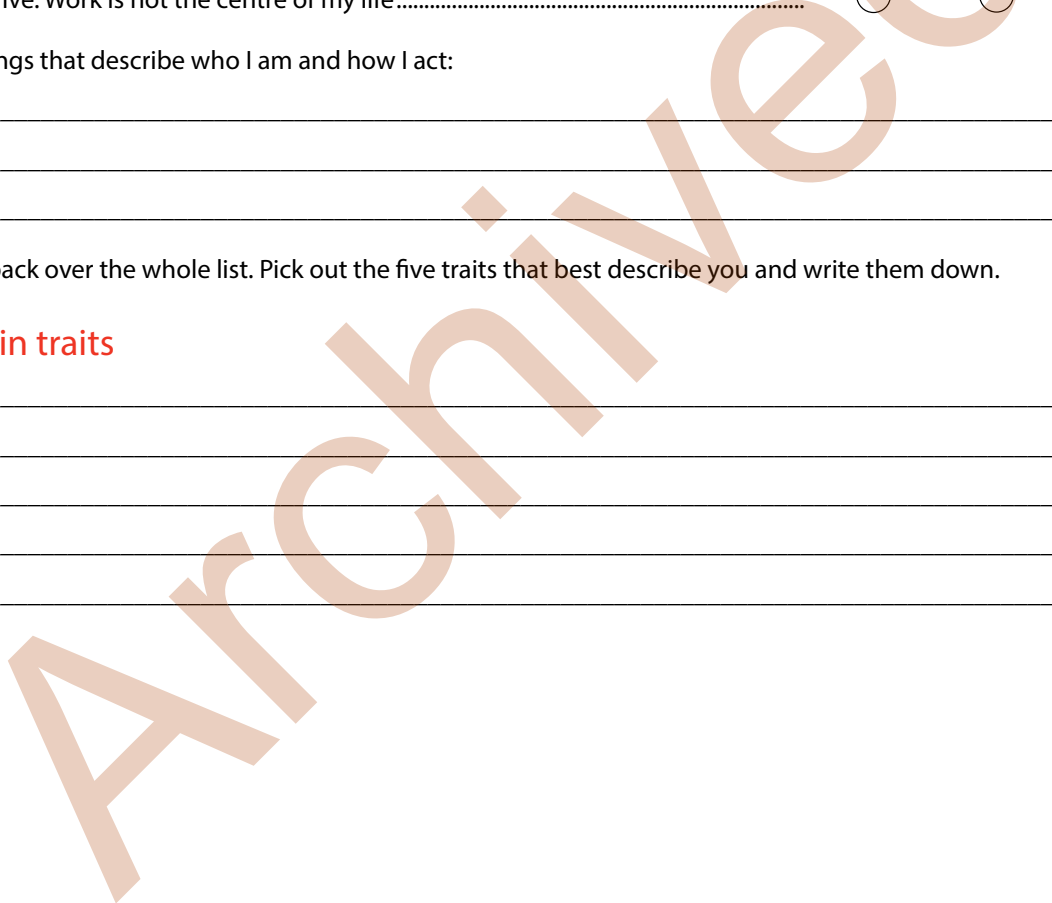 ive. Work is not the centre of my life
ngs that describe who I am and how I act:
back over the whole list. Pick out the five traits that best describe you and write them down.
in traits
Archived